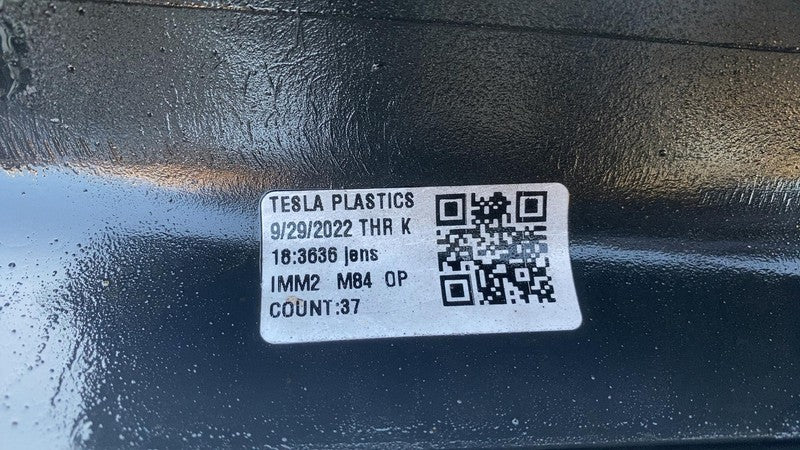 TESLA PLASTICS
9/29/2022 THR K
18:3636 jens
IMM2 M84 OP
COUNT:37